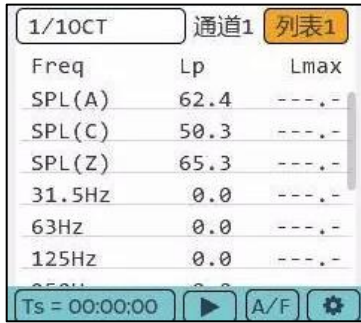 1/1OCT 通道1 列表1
Freq Lp Lmax
SPL(A) 62.4 ---.-
SPL(C) 50.3 ---.-
SPL(Z) 65.3 ---.-
31.5Hz 0.0 ---.-
63Hz 0.0 ---.-
125Hz 0.0 ---.-
Ts = 00:00:00 A/F